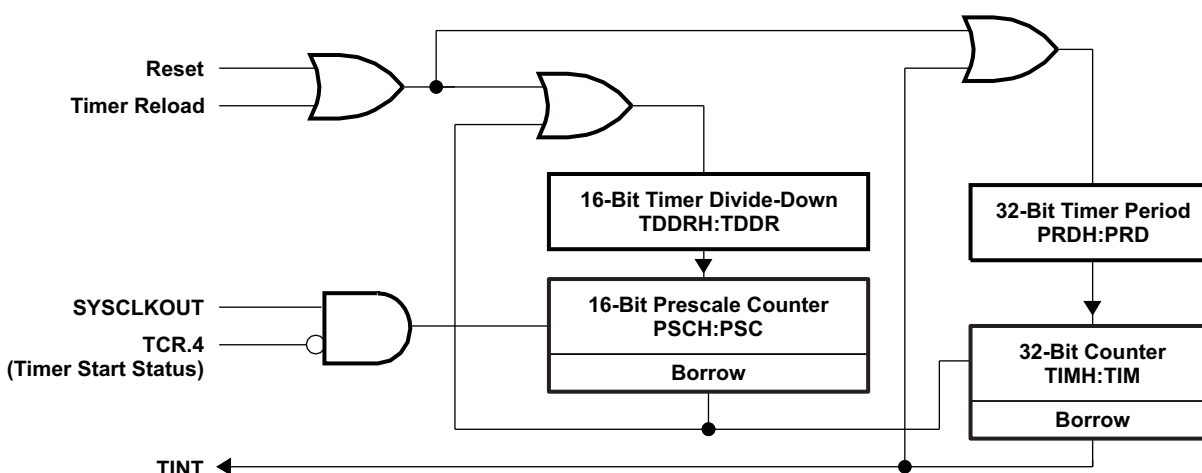 Reset
Timer Reload
16-Bit Timer Divide-Down
TDDRH:TDDR
32-Bit Timer Period
PRDH:PRD
SYSCLKOUT
TCR.4
(Timer Start Status)
16-Bit Prescale Counter
PSCH:PSC
Borrow
32-Bit Counter
TIMH:TIM
Borrow
TINT